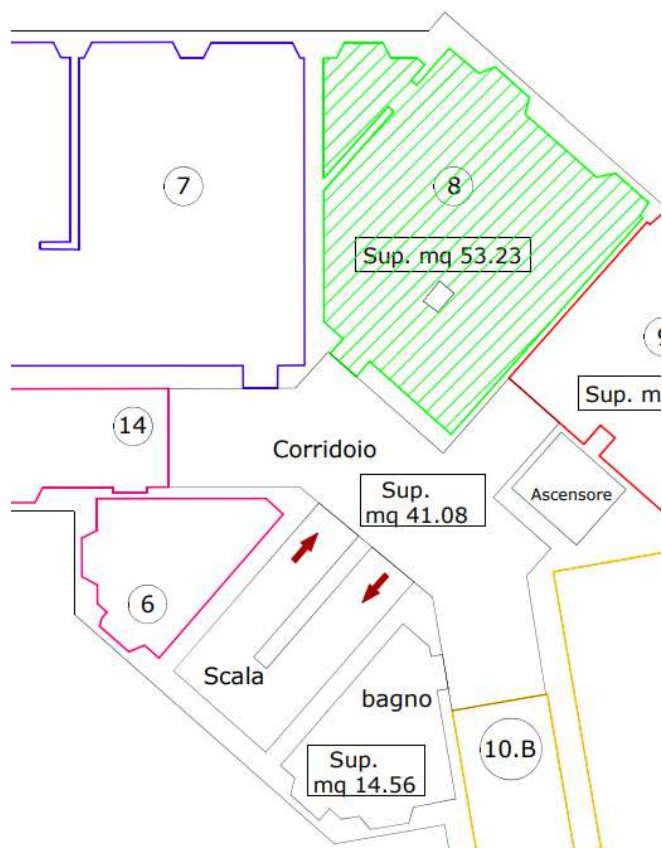 7
8
Sup. mq 53.23
9
Sup. m
14
Corridoio
Sup.
mq 41.08
Ascensore
6
Scala
bagno
Sup.
mq 14.56
10.B